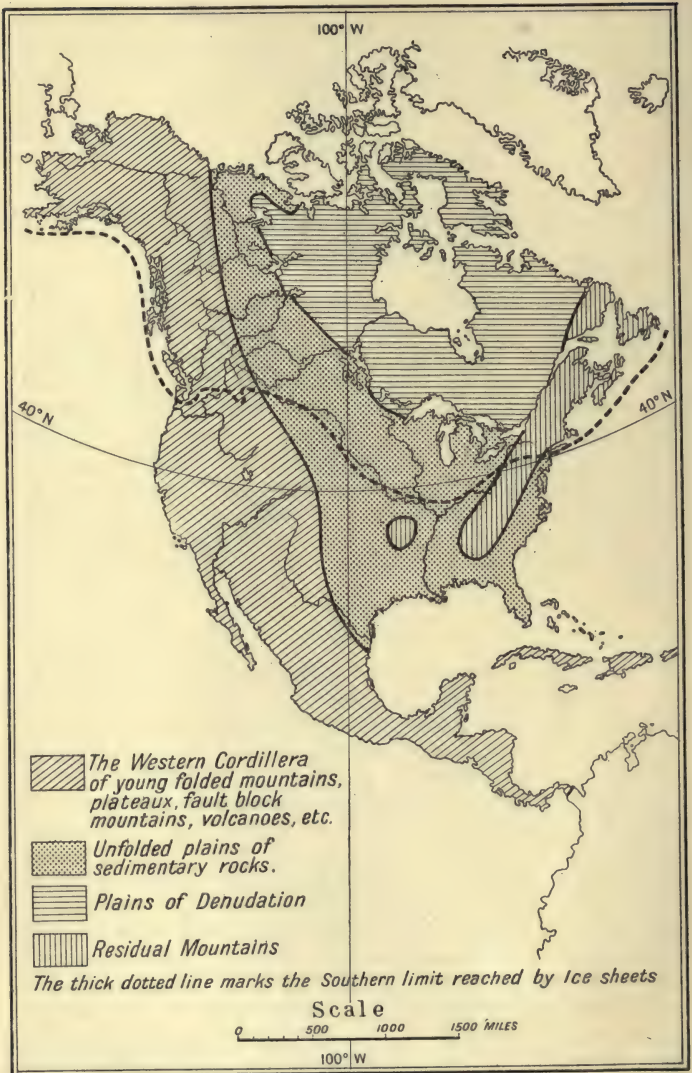 100° W
40° N
40° N
The Western Cordillera
of young folded mountains,
plateaux, fault block
mountains, volcanoes, etc.
Unfolded plains of
sedimentary rocks.
Plains of Denudation
Residual Mountains
The thick dotted line marks the Southern limit reached by Ice sheets
Scale
0 500 1000 1500 MILES
100° W